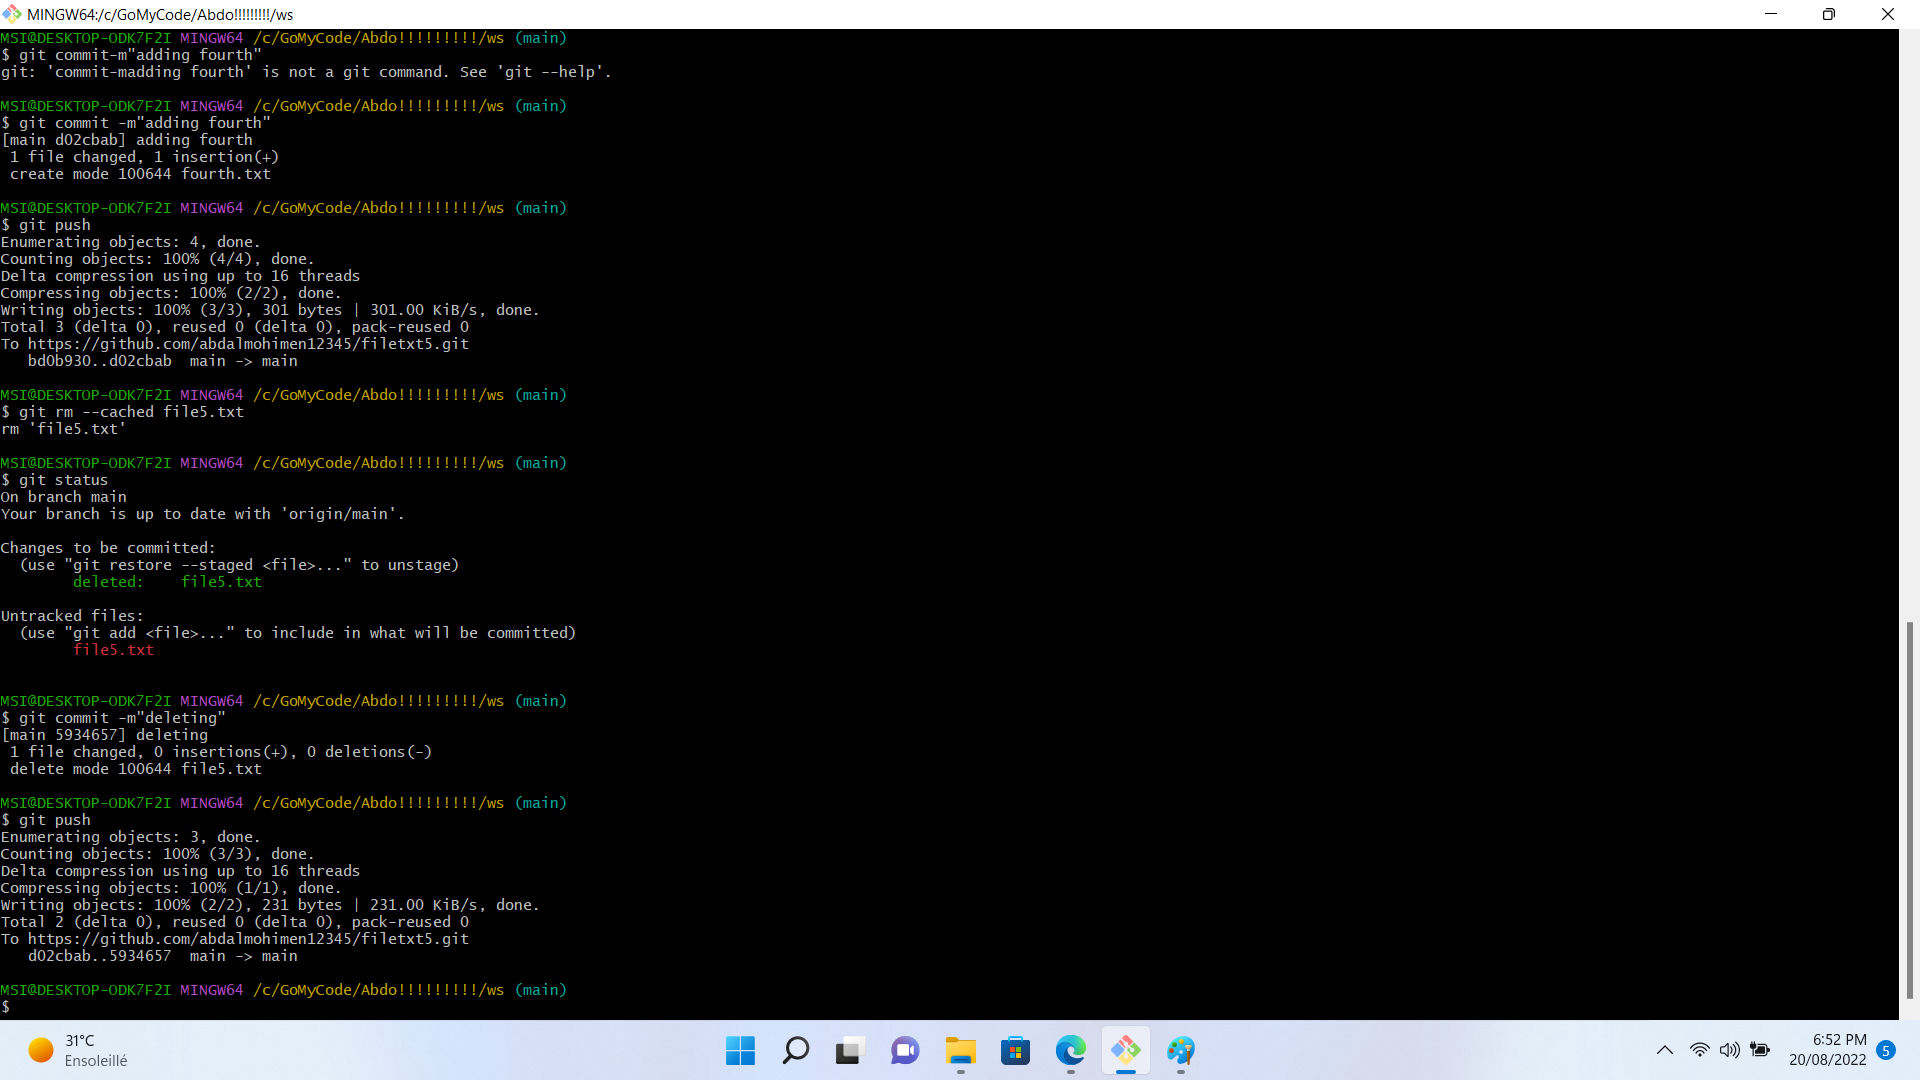 MINGW64:/c/GoMyCode/Abdo!!!!!!!!!/ws
MSI@DESKTOP-ODK7F2I MINGW64 /c/GoMyCode/Abdo!!!!!!!!!/ws (main)
$ git commit-m"adding fourth"
git: 'commit-madding fourth' is not a git command. See 'git --help'.
MSI@DESKTOP-ODK7F2I MINGW64 /c/GoMyCode/Abdo!!!!!!!!!/ws (main)
$ git commit -m"adding fourth"
[main d02cbab] adding fourth
1 file changed, 1 insertion(+)
create mode 100644 fourth.txt
MSI@DESKTOP-ODK7F2I MINGW64 /c/GoMyCode/Abdo!!!!!!!!!/ws (main)
$ git push
Enumerating objects: 4, done.
Counting objects: 100% (4/4), done.
Delta compression using up to 16 threads
Compressing objects: 100% (2/2), done.
Writing objects: 100% (3/3), 301 bytes | 301.00 KiB/s, done.
Total 3 (delta 0), reused 0 (delta 0), pack-reused 0
To https://github.com/abdalmohimen12345/filetxt5.git
bd0b930..d02cbab  main -> main
MSI@DESKTOP-ODK7F2I MINGW64 /c/GoMyCode/Abdo!!!!!!!!!/ws (main)
$ git rm --cached file5.txt
rm 'file5.txt'
MSI@DESKTOP-ODK7F2I MINGW64 /c/GoMyCode/Abdo!!!!!!!!!/ws (main)
$ git status
On branch main
Your branch is up to date with 'origin/main'.
Changes to be committed:
(use "git restore --staged <file>..." to unstage)
deleted:    file5.txt
Untracked files:
(use "git add <file>..." to include in what will be committed)
file5.txt
MSI@DESKTOP-ODK7F2I MINGW64 /c/GoMyCode/Abdo!!!!!!!!!/ws (main)
$ git commit -m"deleting"
[main 5934657] deleting
1 file changed, 0 insertions(+), 0 deletions(-)
delete mode 100644 file5.txt
MSI@DESKTOP-ODK7F2I MINGW64 /c/GoMyCode/Abdo!!!!!!!!!/ws (main)
$ git push
Enumerating objects: 3, done.
Counting objects: 100% (3/3), done.
Delta compression using up to 16 threads
Compressing objects: 100% (1/1), done.
Writing objects: 100% (2/2), 231 bytes | 231.00 KiB/s, done.
Total 2 (delta 0), reused 0 (delta 0), pack-reused 0
To https://github.com/abdalmohimen12345/filetxt5.git
d02cbab..5934657  main -> main
MSI@DESKTOP-ODK7F2I MINGW64 /c/GoMyCode/Abdo!!!!!!!!!/ws (main)
$
31°C
Ensoleillé
6:52 PM
20/08/2022
5